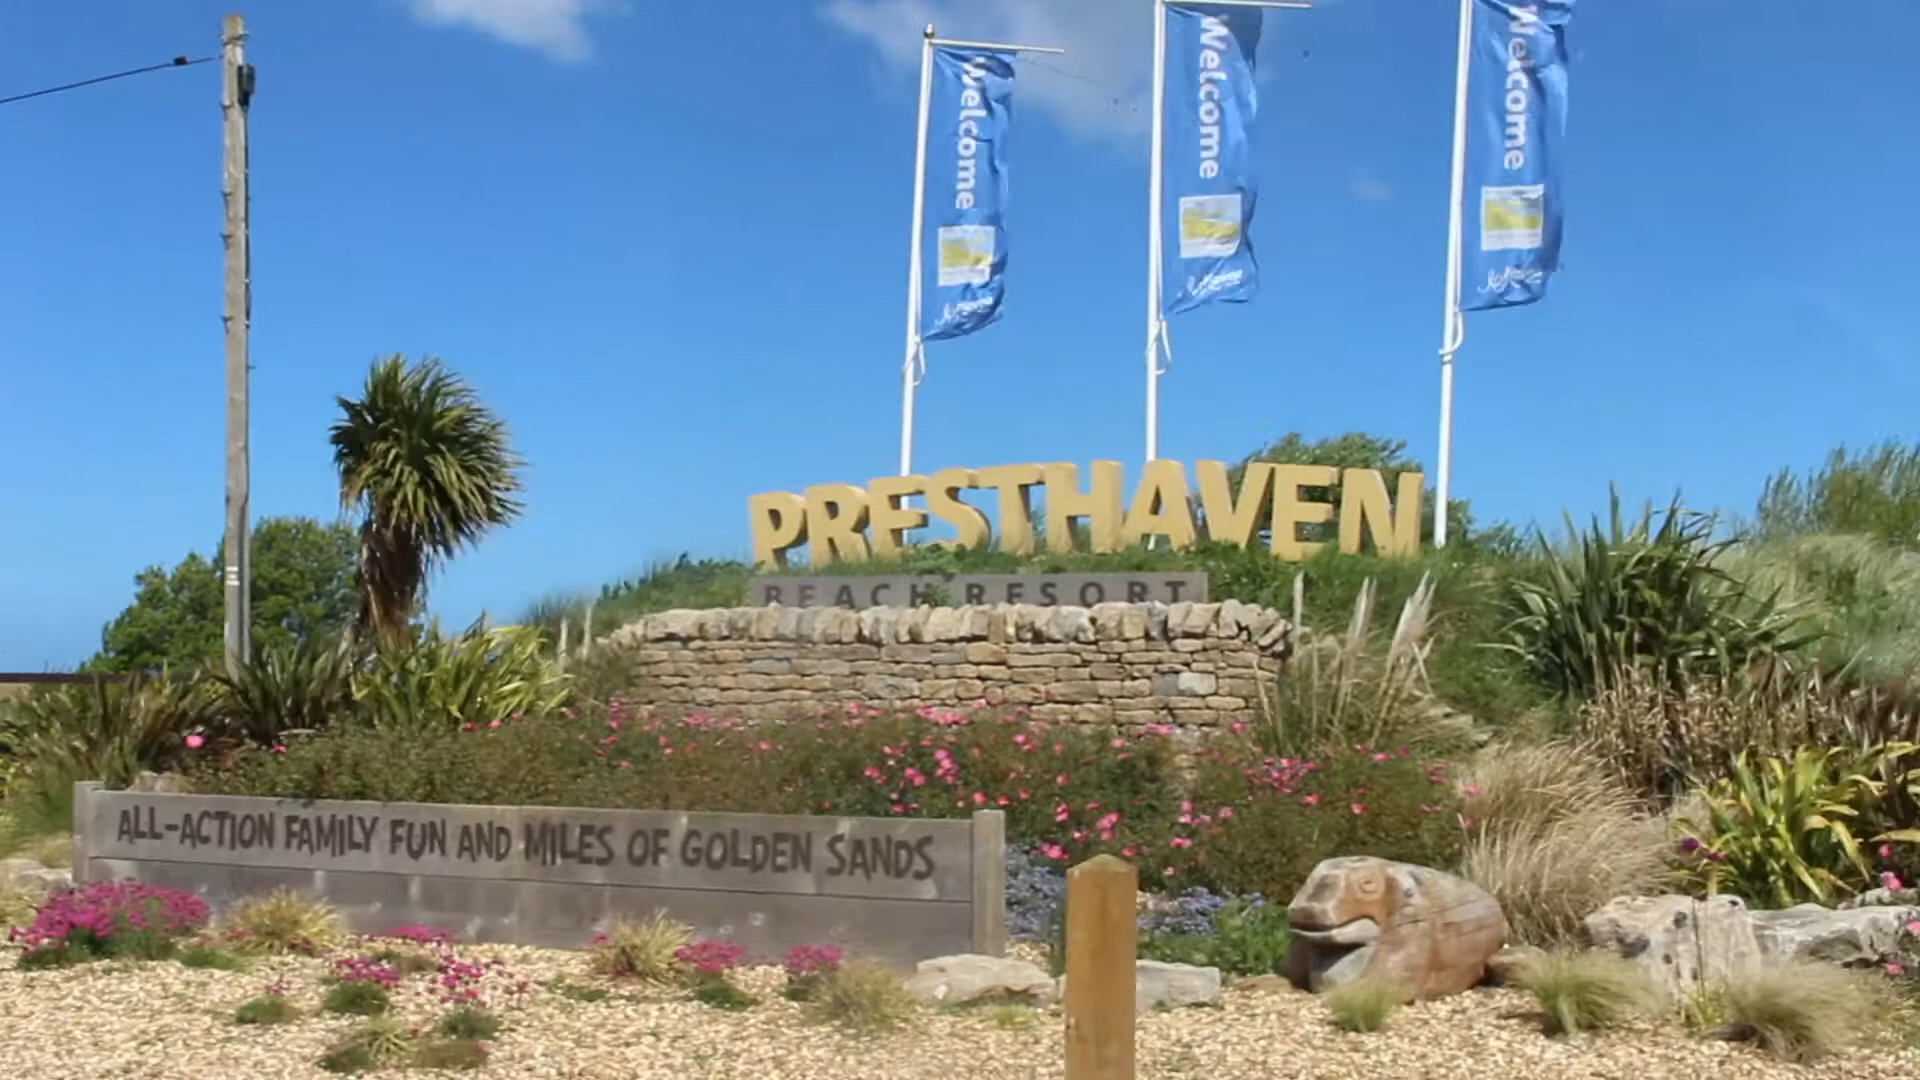 Welcome
Welcome
Welcome
PRESTHAVEN
BEACH RESORT
ALL-ACTION FAMILY FUN AND MILES OF GOLDEN SANDS